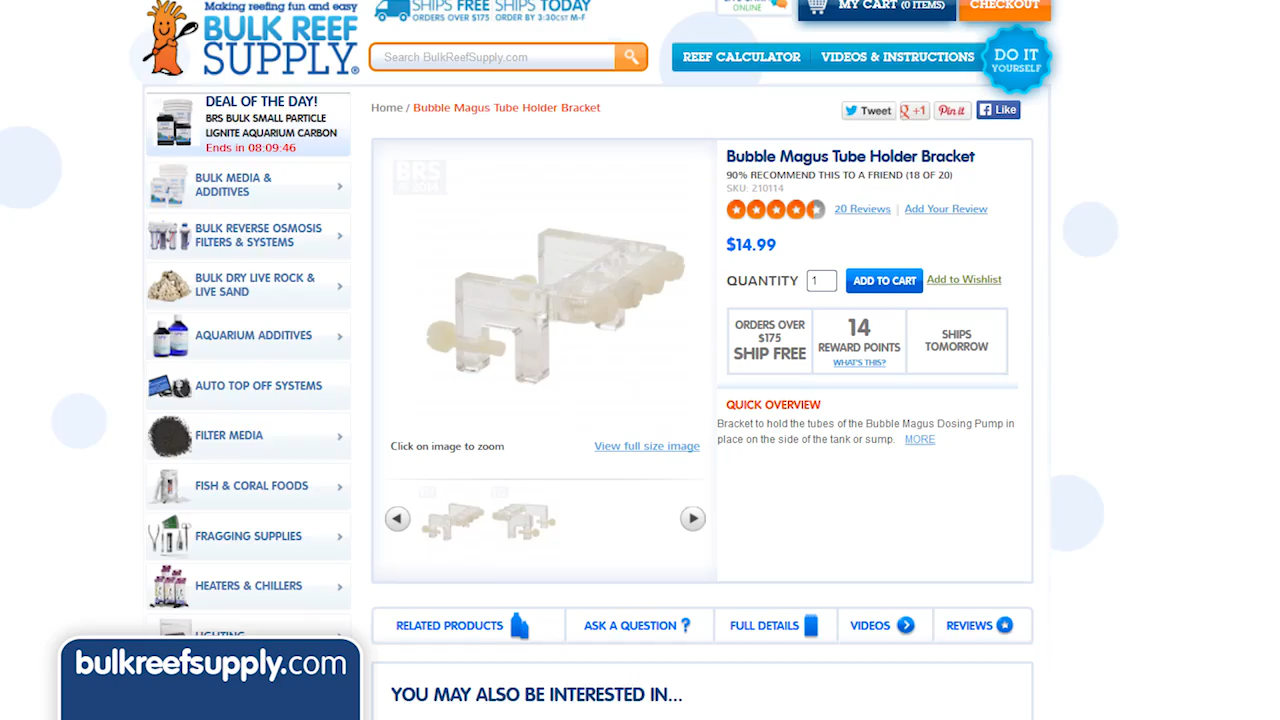 Making reefing fun and easy
BULK REEF
SUPPLY®
SHIPS FREE SHIPS TODAY
ORDERS OVER $175 ORDER BY 3:30CST M-F
ONLINE
MY CART (0 ITEMS)
CHECKOUT
Search BulkReefSupply.com
REEF CALCULATOR
VIDEOS & INSTRUCTIONS
DO IT
YOURSELF
DEAL OF THE DAY!
BRS BULK SMALL PARTICLE
LIGNITE AQUARIUM CARBON
Ends in 08:09:46
BULK MEDIA &
ADDITIVES
BULK REVERSE OSMOSIS
FILTERS & SYSTEMS
BULK DRY LIVE ROCK &
LIVE SAND
AQUARIUM ADDITIVES
AUTO TOP OFF SYSTEMS
FILTER MEDIA
FISH & CORAL FOODS
FRAGGING SUPPLIES
HEATERS & CHILLERS
LIGHTING
Home / Bubble Magus Tube Holder Bracket
Tweet
+1
Pin it
Like
BRS
© 2014
Click on image to zoom
View full size image
Bubble Magus Tube Holder Bracket
90% RECOMMEND THIS TO A FRIEND (18 OF 20)
SKU: 210114
20 Reviews | Add Your Review
$14.99
QUANTITY 1 ADD TO CART Add to Wishlist
ORDERS OVER
$175
SHIP FREE
14
REWARD POINTS
WHAT'S THIS?
SHIPS
TOMORROW
QUICK OVERVIEW
Bracket to hold the tubes of the Bubble Magus Dosing Pump in
place on the side of the tank or sump. MORE
RELATED PRODUCTS
ASK A QUESTION ?
FULL DETAILS
VIDEOS
REVIEWS
YOU MAY ALSO BE INTERESTED IN...
bulkreefsupply.com